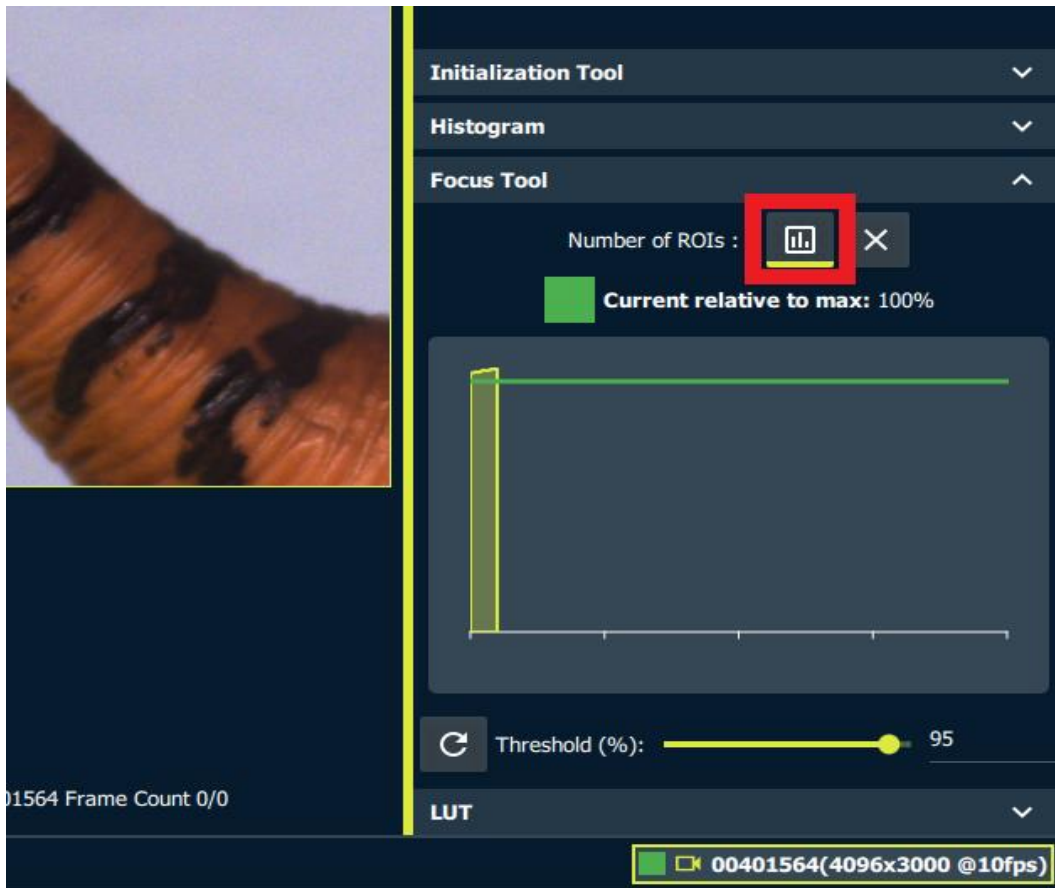 Initialization Tool
Histogram
Focus Tool
Number of ROIs :
Current relative to max: 100%
Threshold (%): 95
01564 Frame Count 0/0
LUT
00401564(4096x3000 @10fps)